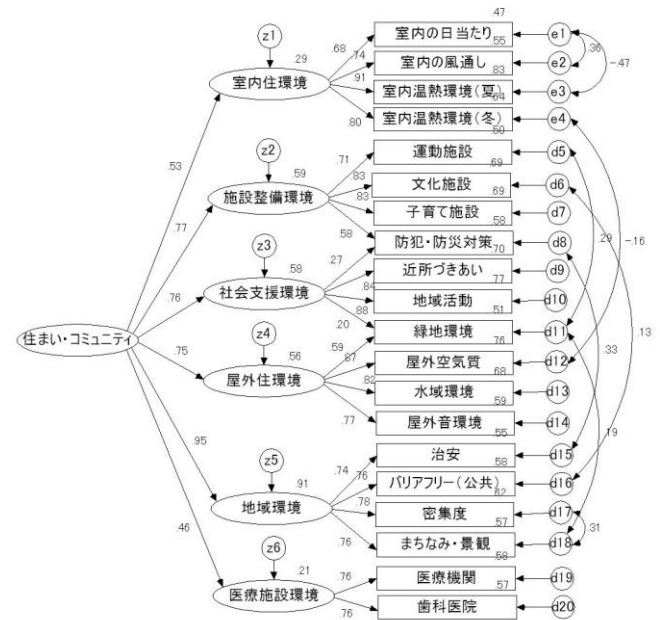 .47
z1
.29
.68
室内の日当たり
.55
e1
.36
.74
室内の風通し
.83
e2
-.47
室内住環境
.91
室内温熱環境(夏)
.64
e3
.80
室内温熱環境(冬)
.50
e4
.53
z2
.59
.71
運動施設
.69
d5
.77
施設整備環境
.83
文化施設
.69
d6
.83
子育て施設
.58
d7
.29
-.16
z3
.58
.58
防犯・防災対策
.70
d8
.27
近所づきあい
.77
d9
.76
社会支援環境
.84
地域活動
.51
d10
.88
住まい・コミュニティ
.20
緑地環境
.76
d11
.13
z4
.56
.59
.75
屋外住環境
.87
屋外空気質
.68
d12
.33
.82
水域環境
.59
d13
.77
屋外音環境
.55
d14
.19
.95
z5
.91
.74
治安
.58
d15
.76
バリアフリー(公共)
.62
d16
地域環境
.78
密集度
.57
d17
.31
.76
まちなみ・景観
.58
d18
.46
z6
.21
.76
医療機関
.57
d19
医療施設環境
.76
歯科医院
d20